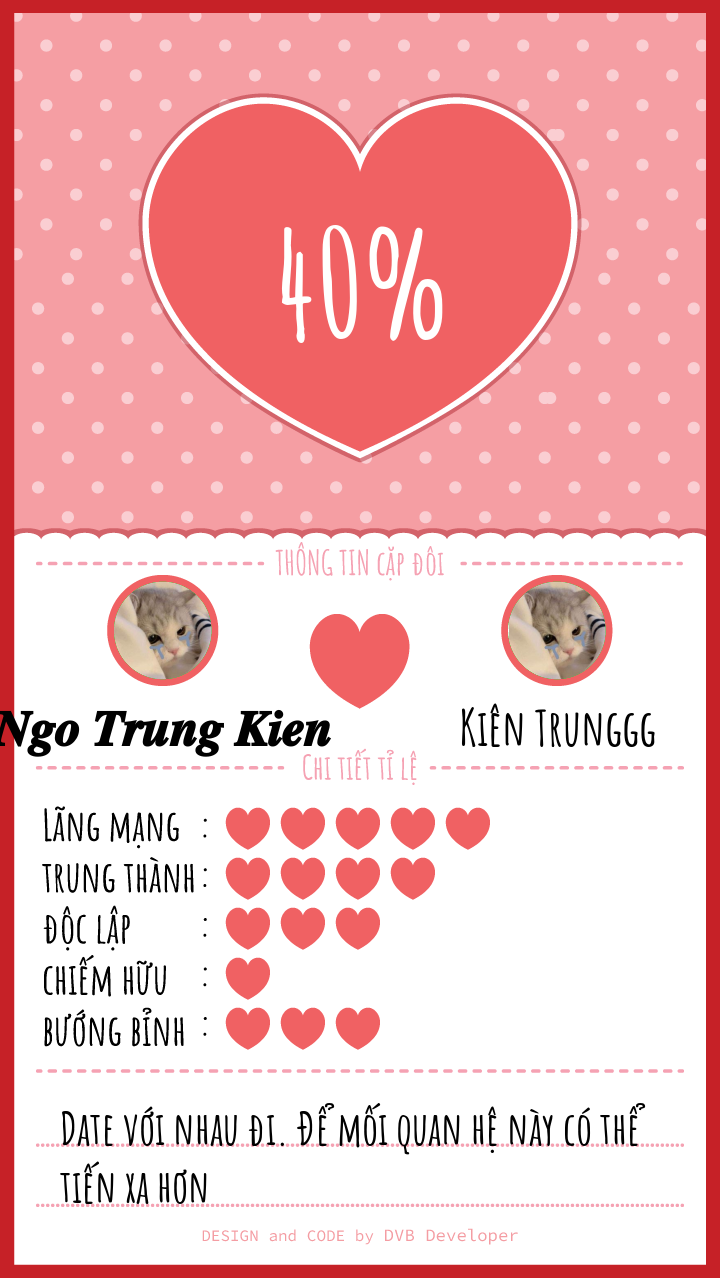 40%
THÔNG TIN CẶP ĐÔI
Ngo Trung Kien
KIÊN TRUNGGG
CHI TIẾT TỈ LỆ
LÃNG MẠNG :
TRUNG THÀNH :
ĐỘC LẬP :
CHIẾM HỮU :
BƯỚNG BỈNH :
DATE VỚI NHAU ĐI. ĐỂ MỐI QUAN HỆ NÀY CÓ THỂ
TIẾN XA HƠN
DESIGN and CODE by DVB Developer